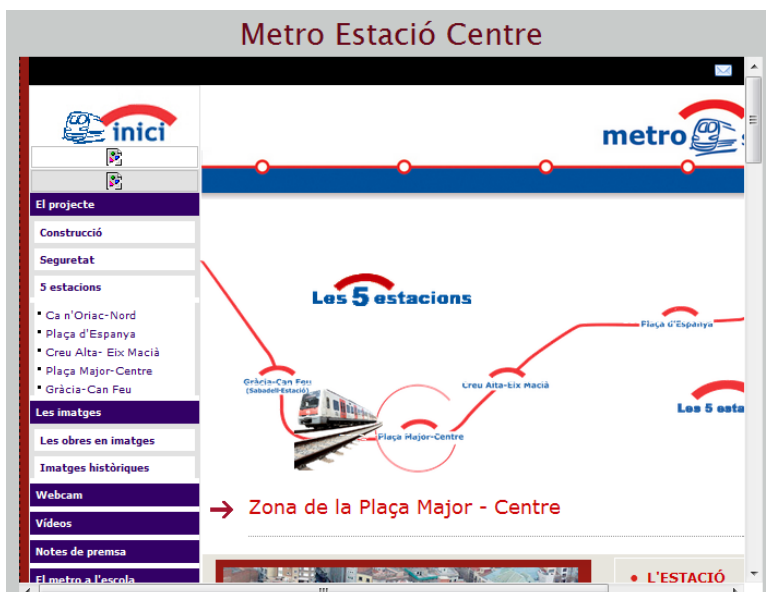 Metro Estació Centre
inici
metro
El projecte
Construcció
Seguretat
5 estacions
Ca n'Oriac-Nord
Plaça d'Espanya
Creu Alta- Eix Macià
Plaça Major-Centre
Gràcia-Can Feu
Les imatges
Les obres en imatges
Imatges històriques
Webcam
Vídeos
Notes de premsa
El metro a l'escola
Les 5 estacions
Plaça d'Espanya
Gràcia-Can Feu
(Sabadell-Estació)
Creu Alta-Eix Macià
Plaça Major-Centre
Les 5 esta
Zona de la Plaça Major - Centre
L'ESTACIÓ